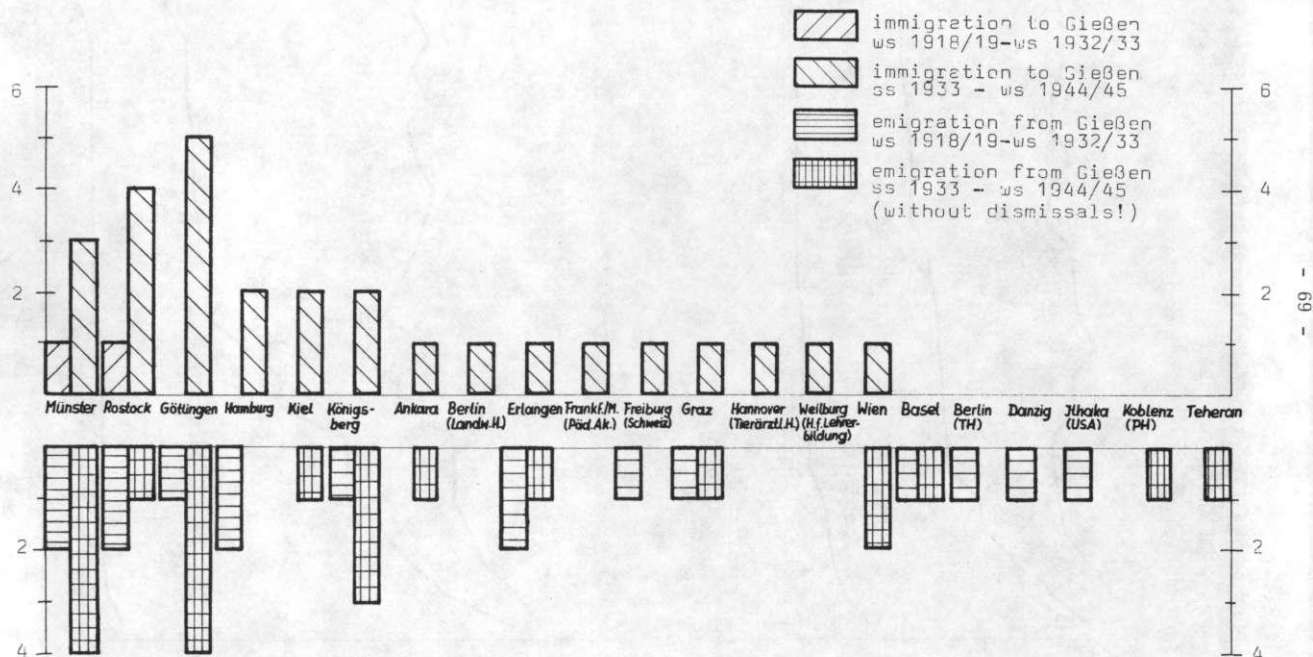 immigration to Gießen
ws 1918/19-ws 1932/33
immigration to Gießen
ss 1933 - ws 1944/45
emigration from Gießen
ws 1918/19-ws 1932/33
emigration from Gießen
ss 1933 - ws 1944/45
(without dismissals!)
6
4
2
6
4
2
- 69 -
Münster Rostock Göttingen Hamburg Kiel Königs- Ankara Berlin Erlangen Frankf./M. Freiburg Graz Hannover Weilburg Wien Basel Berlin Danzig Jthaka Koblenz Teheran
berg (Landw.H.) (Päd.Ak.) (Schweiz) (Tierärztl.H.) (H.f.Lehrer- (TH) (USA) (PH)
bildung)
2
4
2
4